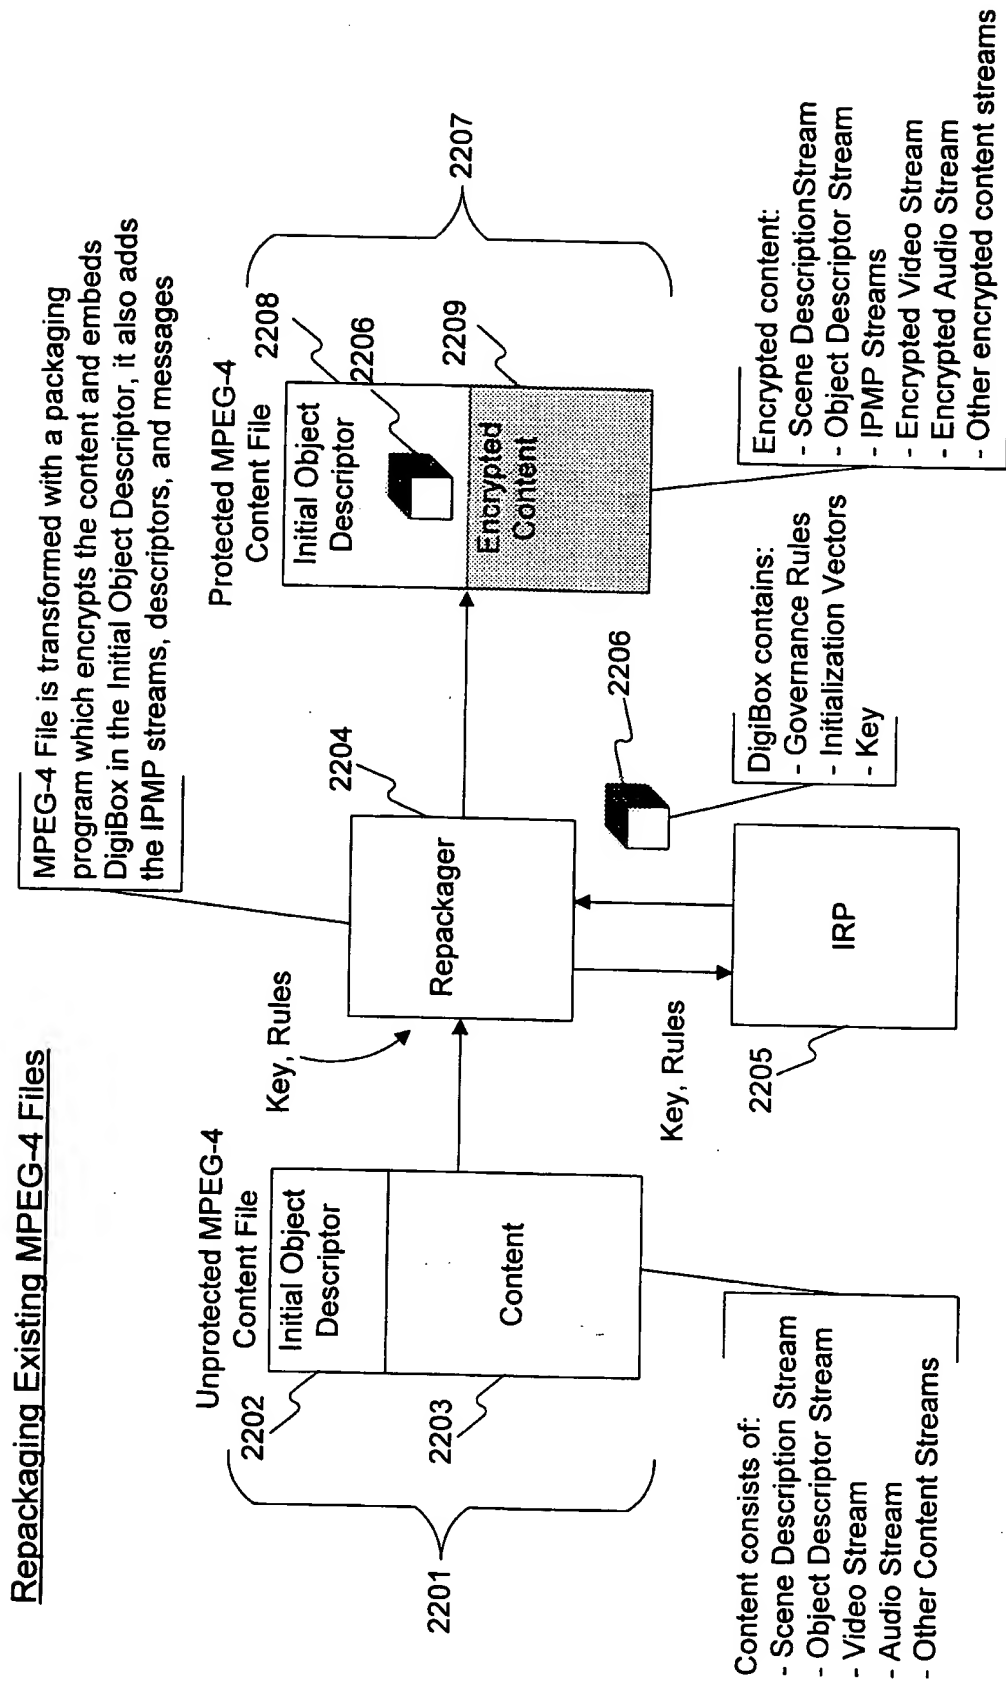 Repackaging Existing MPEG-4 Files
MPEG-4 File is transformed with a packaging
program which encrypts the content and embeds
DigiBox in the Initial Object Descriptor, it also adds
the IPMP streams, descriptors, and messages
Unprotected MPEG-4
Content File
2202
Initial Object
Descriptor
2203
Content
2201
Content consists of:
- Scene Description Stream
- Object Descriptor Stream
- Video Stream
- Audio Stream
- Other Content Streams
Key, Rules
2204
Repackager
Key, Rules
2205
IRP
2206
DigiBox contains:
- Governance Rules
- Initialization Vectors
- Key
Protected MPEG-4
Content File
2208
Initial Object
Descriptor
2206
2209
Encrypted
Content
2207
Encrypted content:
- Scene DescriptionStream
- Object Descriptor Stream
IPMP Streams
- Encrypted Video Stream
- Encrypted Audio Stream
- Other encrypted content streams